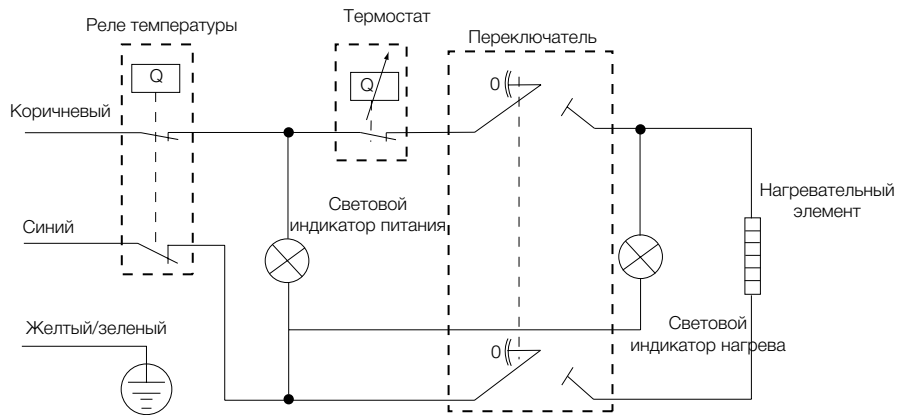 Термостат
Реле температуры
Переключатель
Q
Q
0
Коричневый
Нагревательный
элемент
Световой
индикатор питания
Синий
Желтый/зеленый
Световой
индикатор нагрева
0